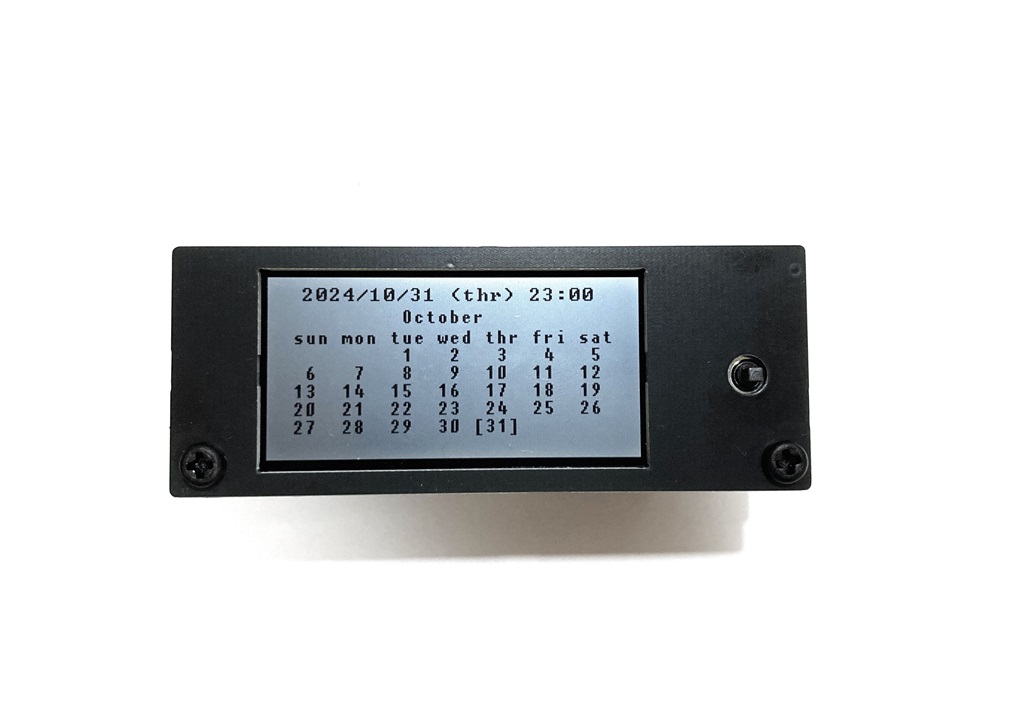 2024/10/31 (thr) 23:00
October
sun mon tue wed thr fri sat
1 2 3 4 5
6 7 8 9 10 11 12
13 14 15 16 17 18 19
20 21 22 23 24 25 26
27 28 29 30 [31]